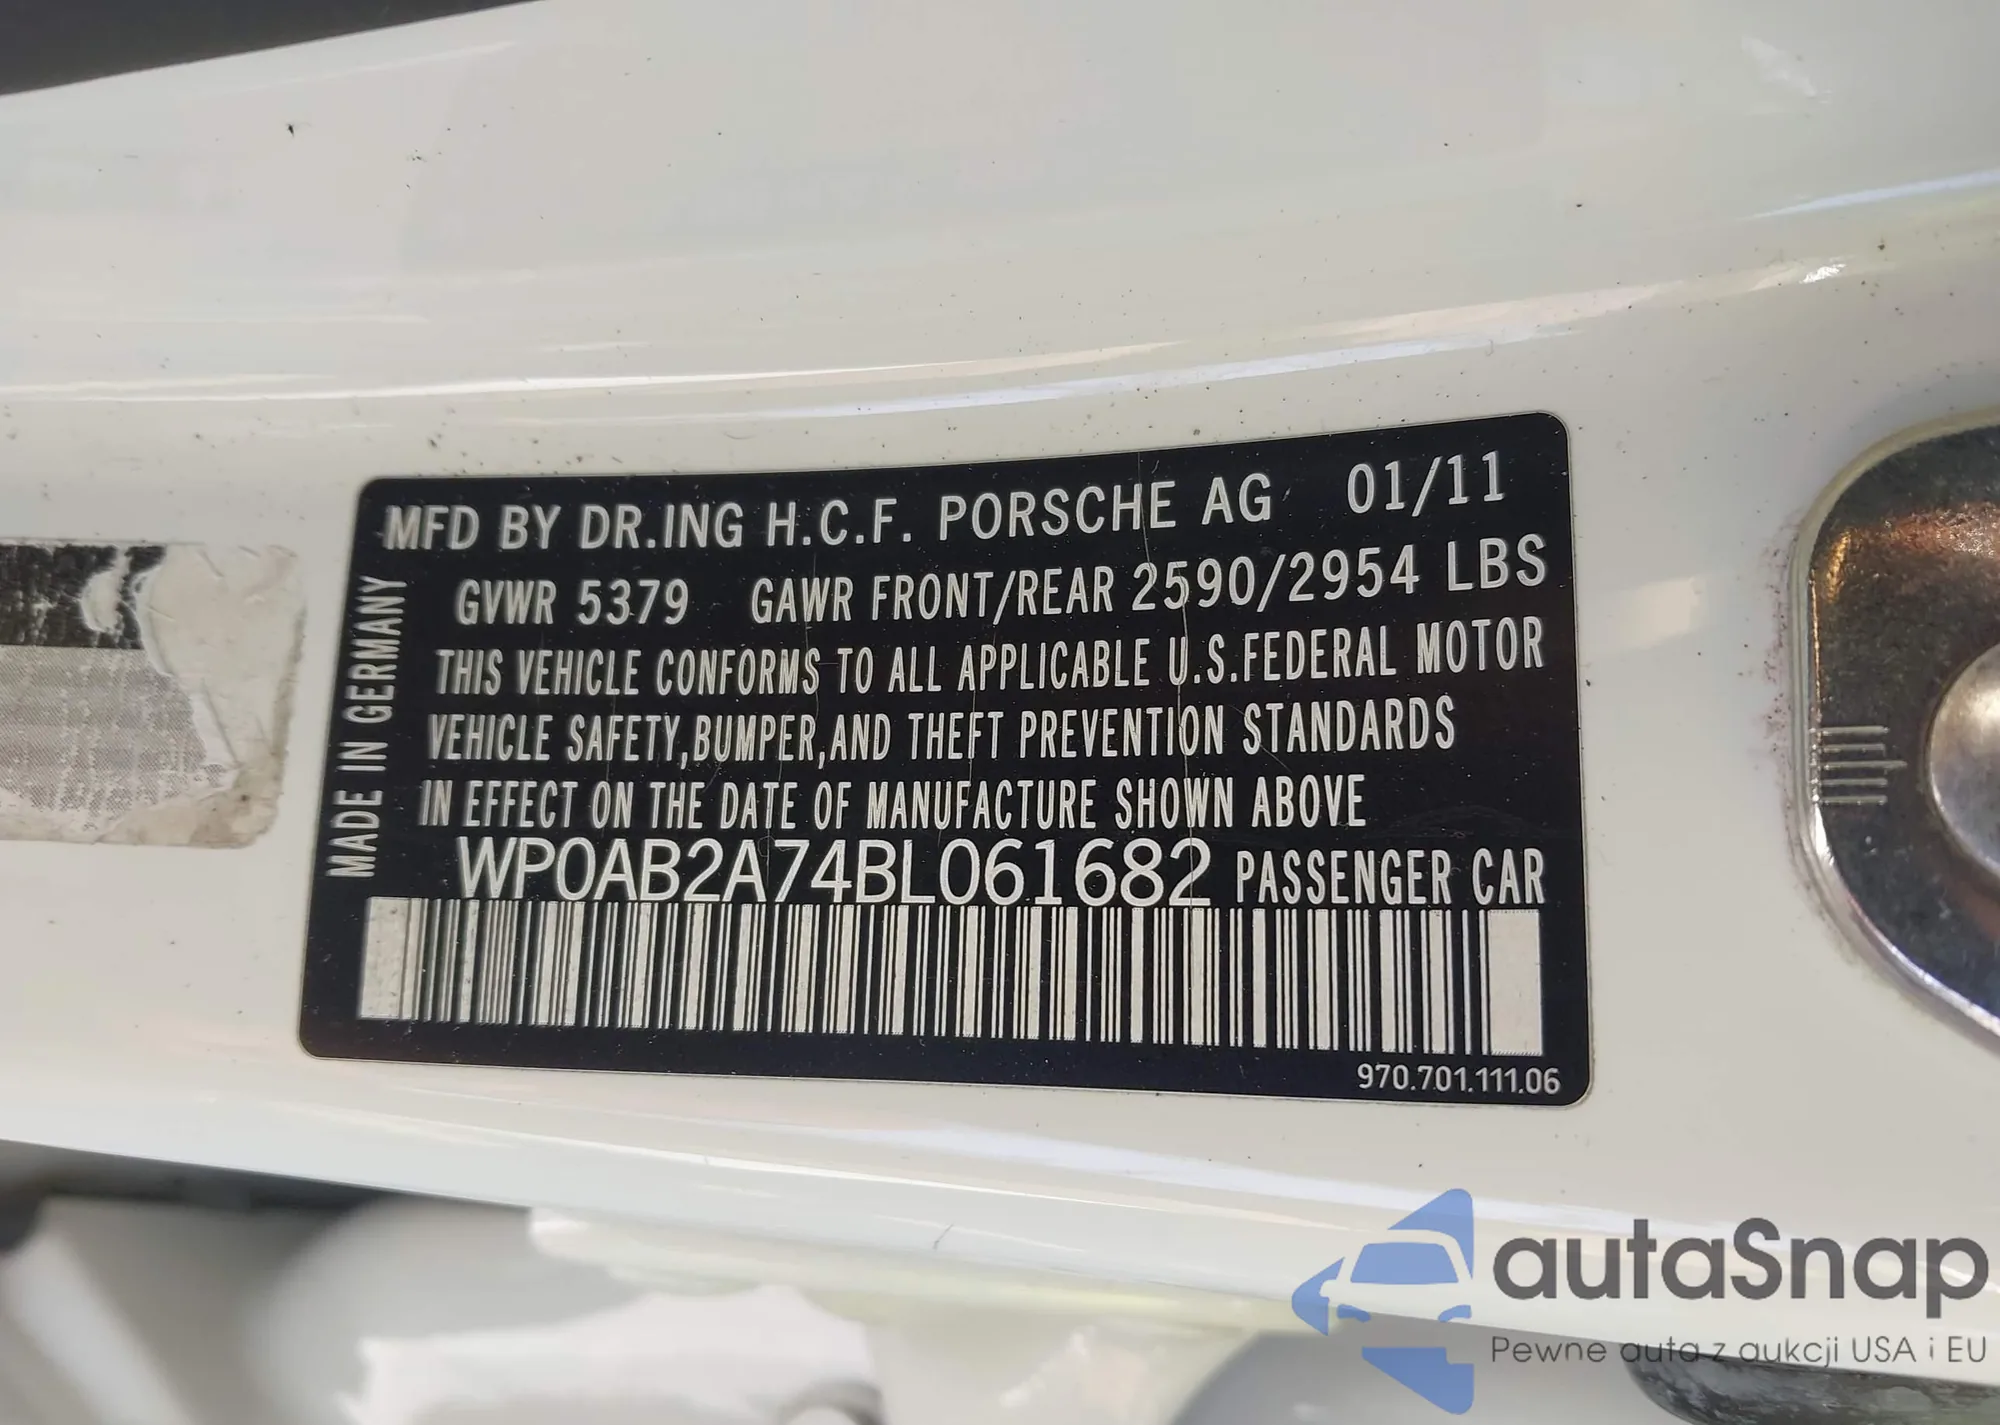 MFD BY DR.ING H.C.F. PORSCHE AG 01/11
GVWR 5379 GAWR FRONT/REAR 2590/2954 LBS
THIS VEHICLE CONFORMS TO ALL APPLICABLE U.S.FEDERAL MOTOR
VEHICLE SAFETY,BUMPER,AND THEFT PREVENTION STANDARDS
IN EFFECT ON THE DATE OF MANUFACTURE SHOWN ABOVE
WP0AB2A74BL061682 PASSENGER CAR
970.701.111.06
MADE IN GERMANY
autaSnap
Pewne auta z aukcji USA i EU